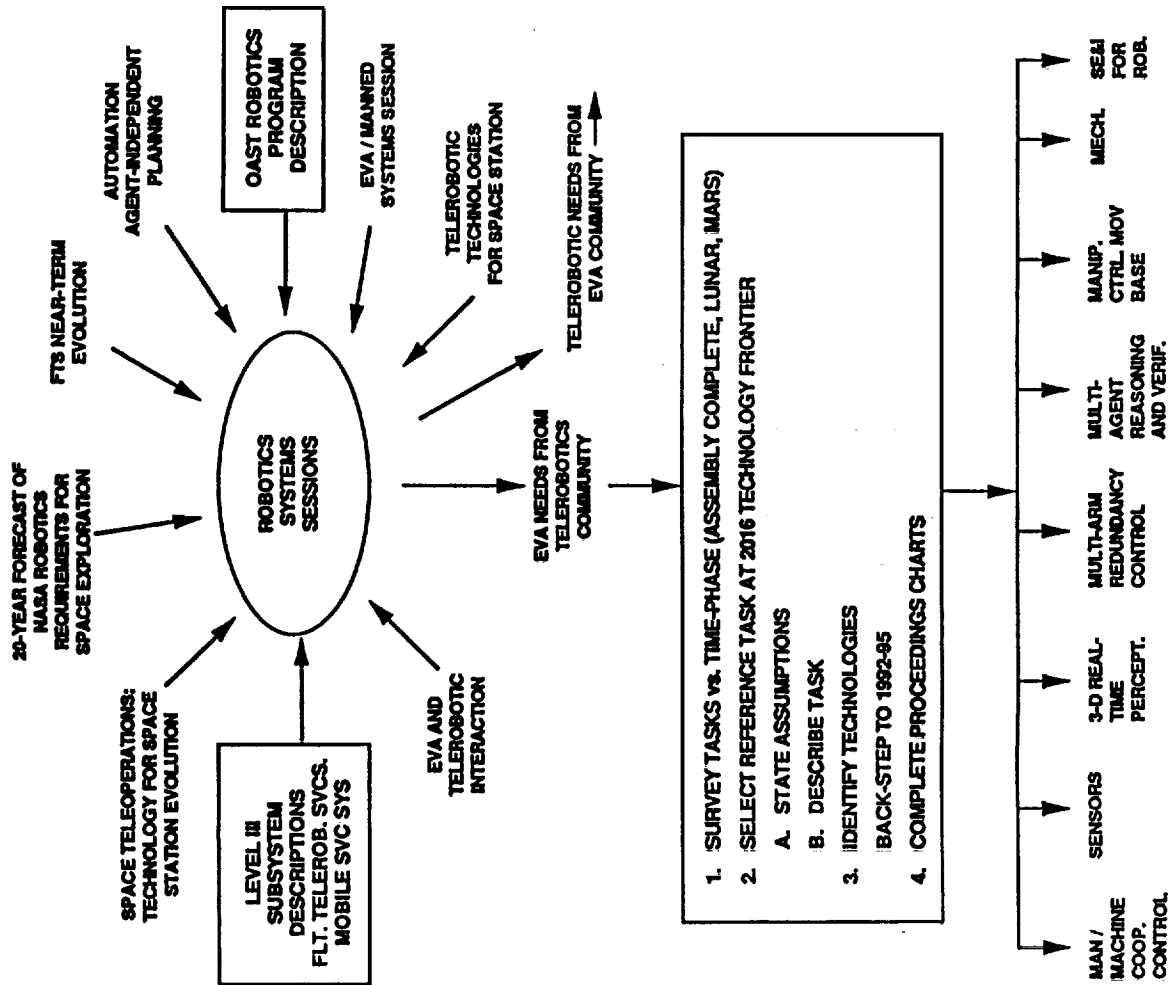 20-YEAR FORECAST OF
NASA ROBOTICS
REQUIREMENTS FOR
SPACE EXPLORATION
FTS NEAR-TERM
EVOLUTION
AUTOMATION
AGENT-INDEPENDENT
PLANNING
SPACE TELEOPERATIONS:
TECHNOLOGY FOR SPACE
STATION EVOLUTION
OAST ROBOTICS
PROGRAM
DESCRIPTION
LEVEL III
SUBSYSTEM
DESCRIPTIONS
FLT. TELEROB. SVCS.
MOBILE SVC SYS
ROBOTICS
SYSTEMS
SESSIONS
EVA / MANNED
SYSTEMS SESSION
EVA AND
TELEROBOTIC
INTERACTION
TELEROBOTIC
TECHNOLOGIES
FOR SPACE STATION
EVA NEEDS FROM
TELEROBOTICS
COMMUNITY
TELEROBOTIC NEEDS FROM
EVA COMMUNITY
1. SURVEY TASKS vs. TIME-PHASE (ASSEMBLY COMPLETE, LUNAR, MARS)
2. SELECT REFERENCE TASK AT 2016 TECHNOLOGY FRONTIER
A. STATE ASSUMPTIONS
B. DESCRIBE TASK
3. IDENTIFY TECHNOLOGIES
BACK-STEP TO 1992-95
4. COMPLETE PROCEEDINGS CHARTS
MAN /
MACHINE
COOP.
CONTROL
SENSORS
3-D REAL-
TIME
PERCEPT.
MULTI-ARM
REDUNDANCY
CONTROL
MULTI-
AGENT
REASONING
AND VERIF.
MANIP.
CTRL. MOV
BASE
MECH.
SE&I
FOR
ROB.